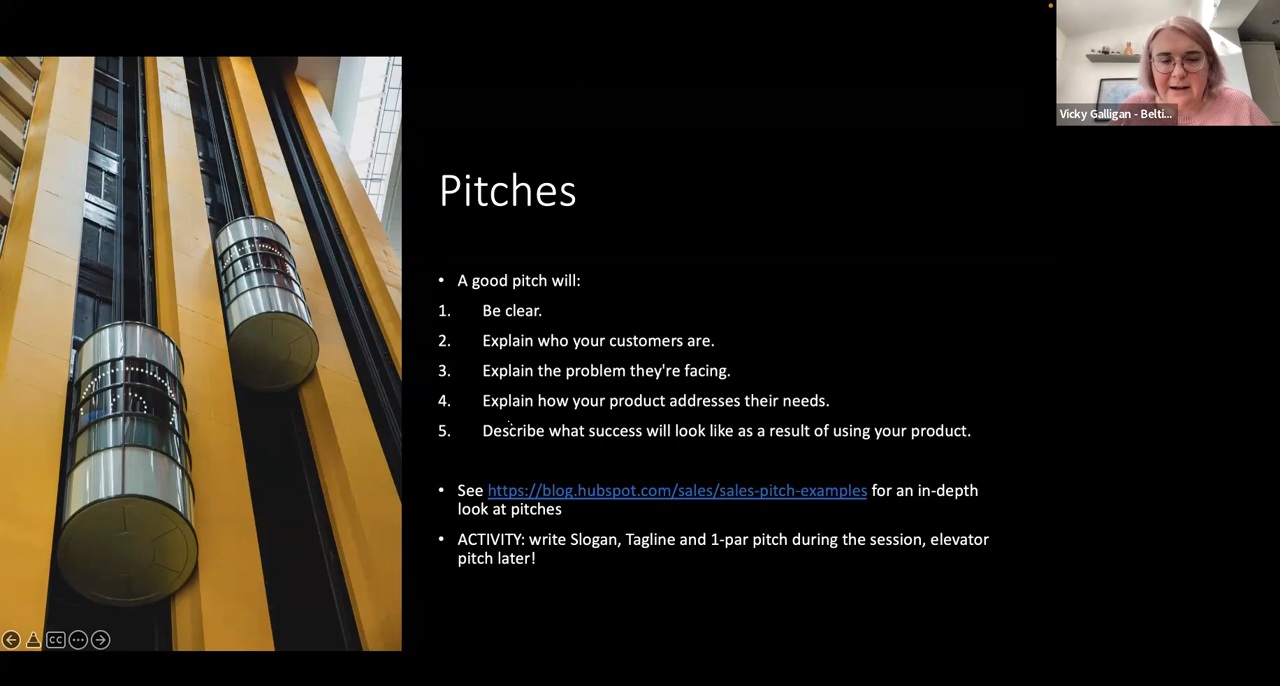 Vicky Galligan - Belti...
Pitches
• A good pitch will:
1. Be clear.
2. Explain who your customers are.
3. Explain the problem they're facing.
4. Explain how your product addresses their needs.
5. Describe what success will look like as a result of using your product.
• See https://blog.hubspot.com/sales/sales-pitch-examples for an in-depth
look at pitches
• ACTIVITY: write Slogan, Tagline and 1-par pitch during the session, elevator
pitch later!
CC